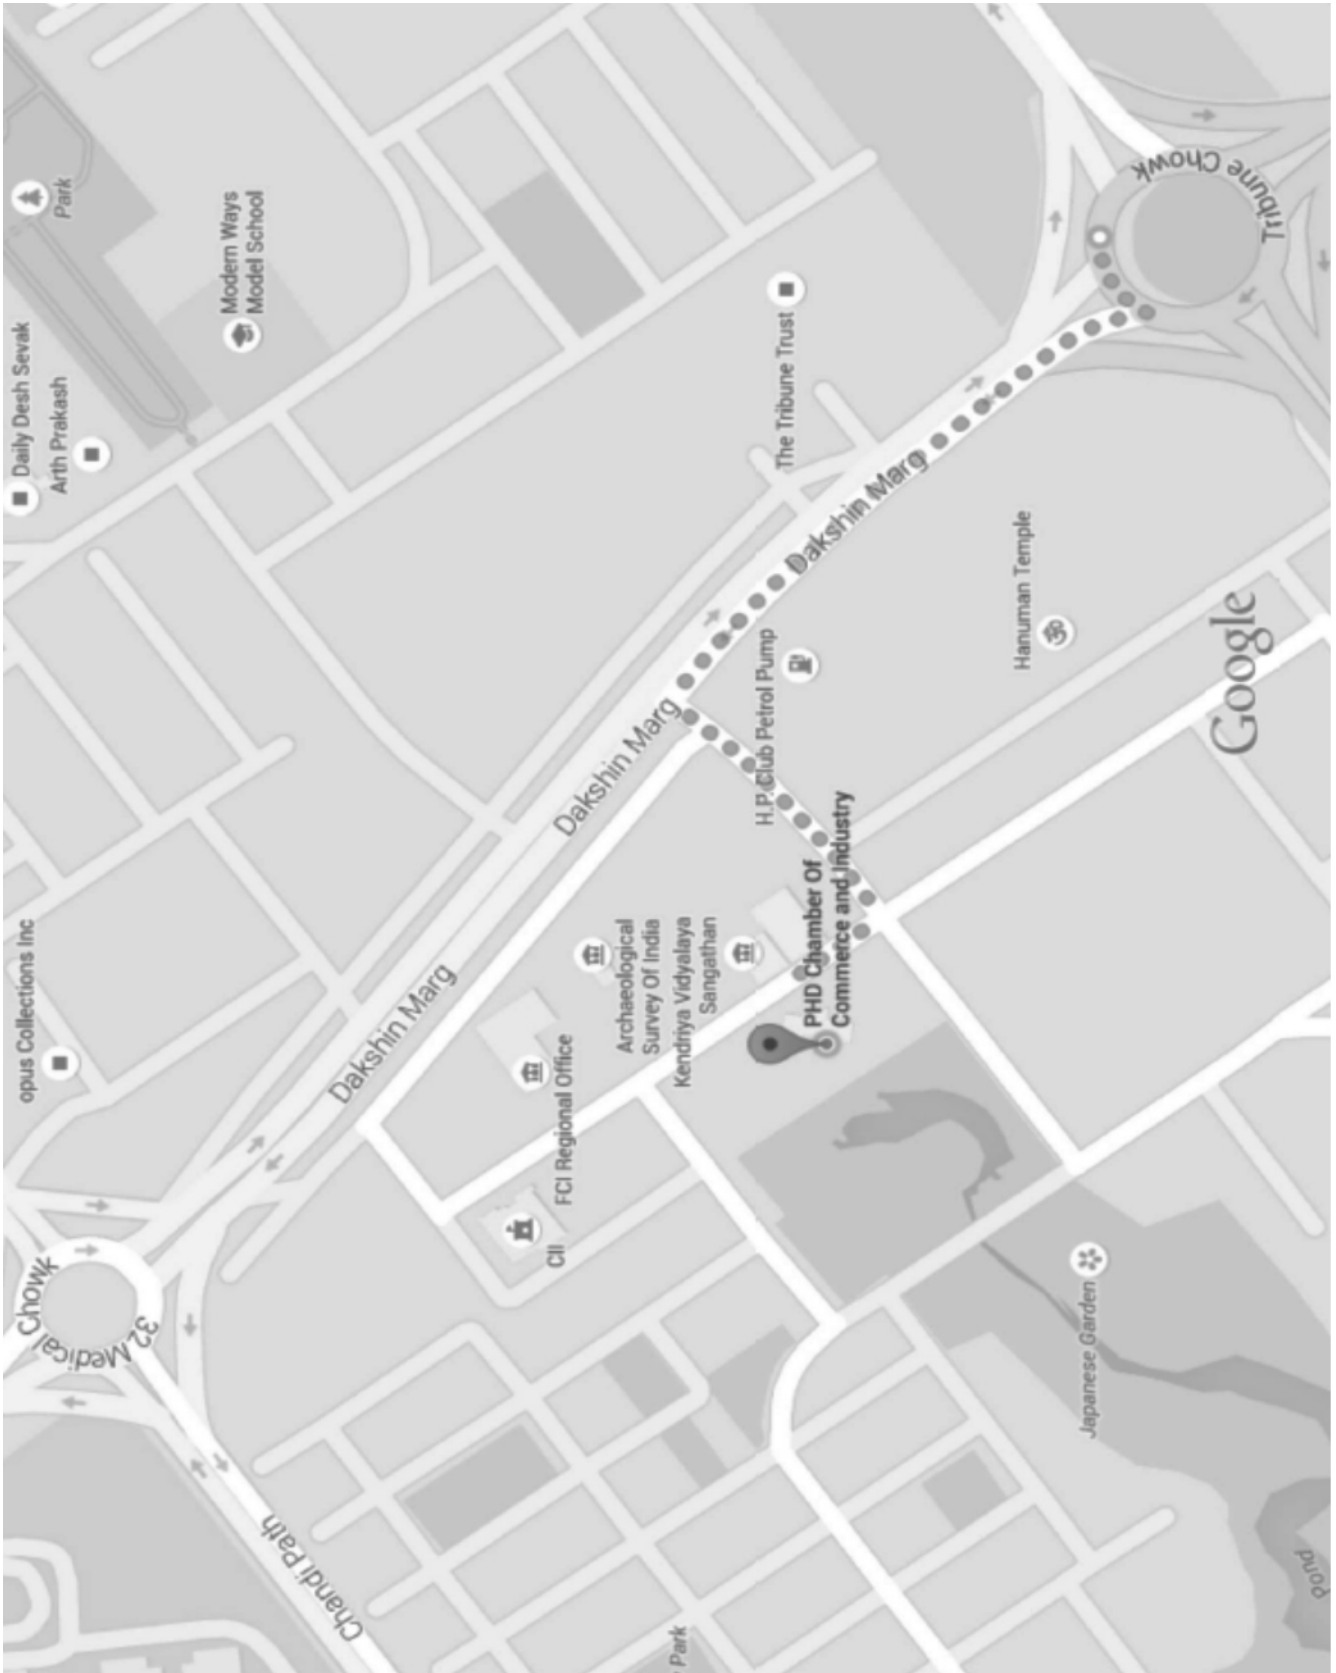 opus Collections Inc
Daily Desh Sevak
Arth Prakash
Park
32 Medical Chowk
Modern Ways
Model School
Chandi Path
Dakshin Marg
CII
FCI Regional Office
Dakshin Marg
Archaeological
Survey Of India
Kendriya Vidyalaya
Sangathan
Park
H.P. Club Petrol Pump
The Tribune Trust
PHD Chamber Of
Commerce and Industry
Dakshin Marg
Hanuman Temple
Japanese Garden
Tribune Chowk
Google
Pond